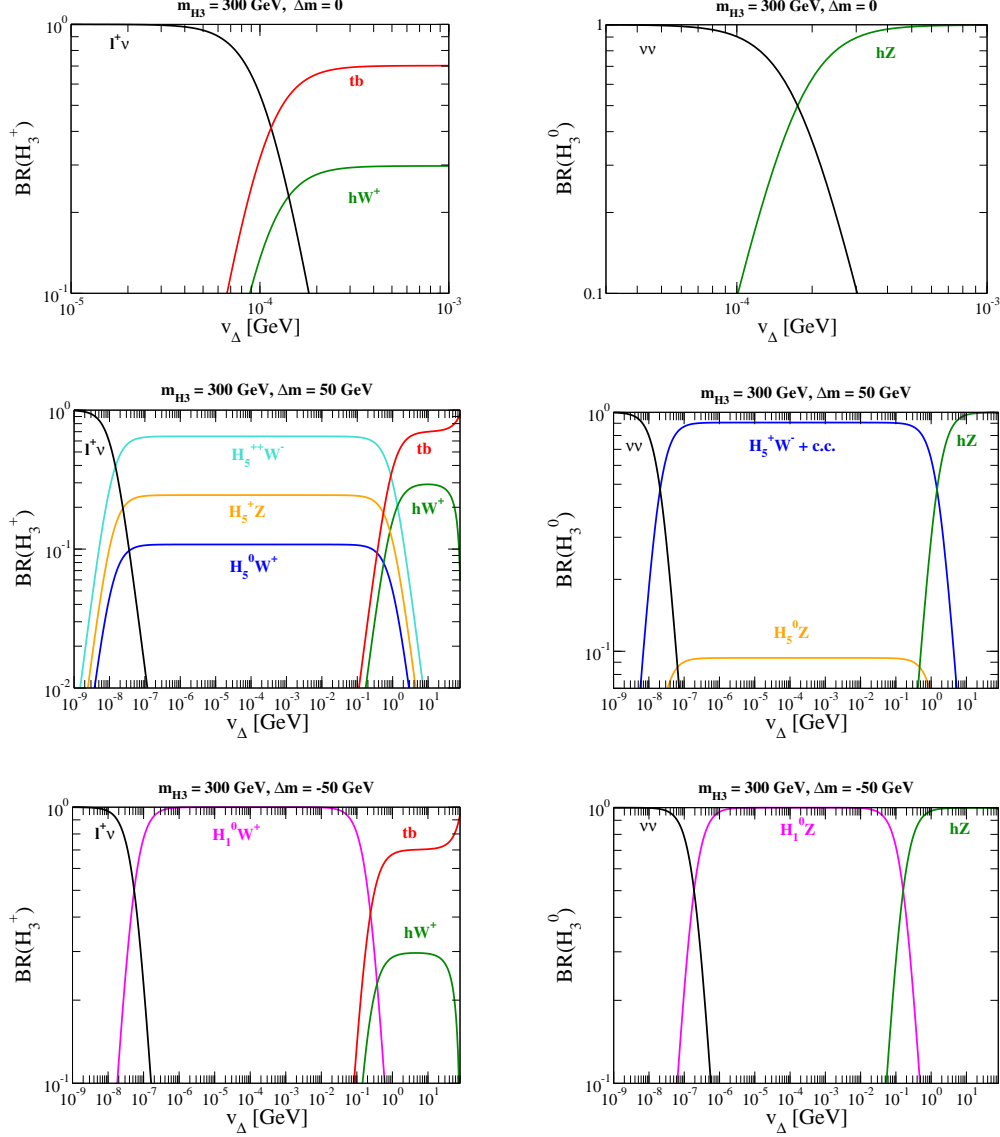 m_H3 = 300 GeV, Δm = 0
10^0
l^+ν
tb
hW^+
BR(H_3^+)
10^-1
10^-5 10^-4 10^-3
v_Δ [GeV]
m_H3 = 300 GeV, Δm = 0
1
νν
hZ
BR(H_3^0)
0.1
10^-4 10^-3
v_Δ [GeV]
m_H3 = 300 GeV, Δm = 50 GeV
10^0
l^+ν
tb
H_5^++W^-
hW^+
H_5^+Z
BR(H_3^+)
10^-1
H_5^0W^+
10^-2
10^-9 10^-8 10^-7 10^-6 10^-5 10^-4 10^-3 10^-2 10^-1 10^0 10^1
v_Δ [GeV]
m_H3 = 300 GeV, Δm = 50 GeV
10^0
νν
H_5^+W^- + c.c.
hZ
BR(H_3^0)
H_5^0Z
10^-1
10^-9 10^-8 10^-7 10^-6 10^-5 10^-4 10^-3 10^-2 10^-1 10^0 10^1
v_Δ [GeV]
m_H3 = 300 GeV, Δm = -50 GeV
10^0
l^+ν
H_1^0W^+
tb
hW^+
BR(H_3^+)
10^-1
10^-9 10^-8 10^-7 10^-6 10^-5 10^-4 10^-3 10^-2 10^-1 10^0 10^1
v_Δ [GeV]
m_H3 = 300 GeV, Δm = -50 GeV
10^0
νν
H_1^0Z
hZ
BR(H_3^0)
10^-1
10^-9 10^-8 10^-7 10^-6 10^-5 10^-4 10^-3 10^-2 10^-1 10^0 10^1
v_Δ [GeV]